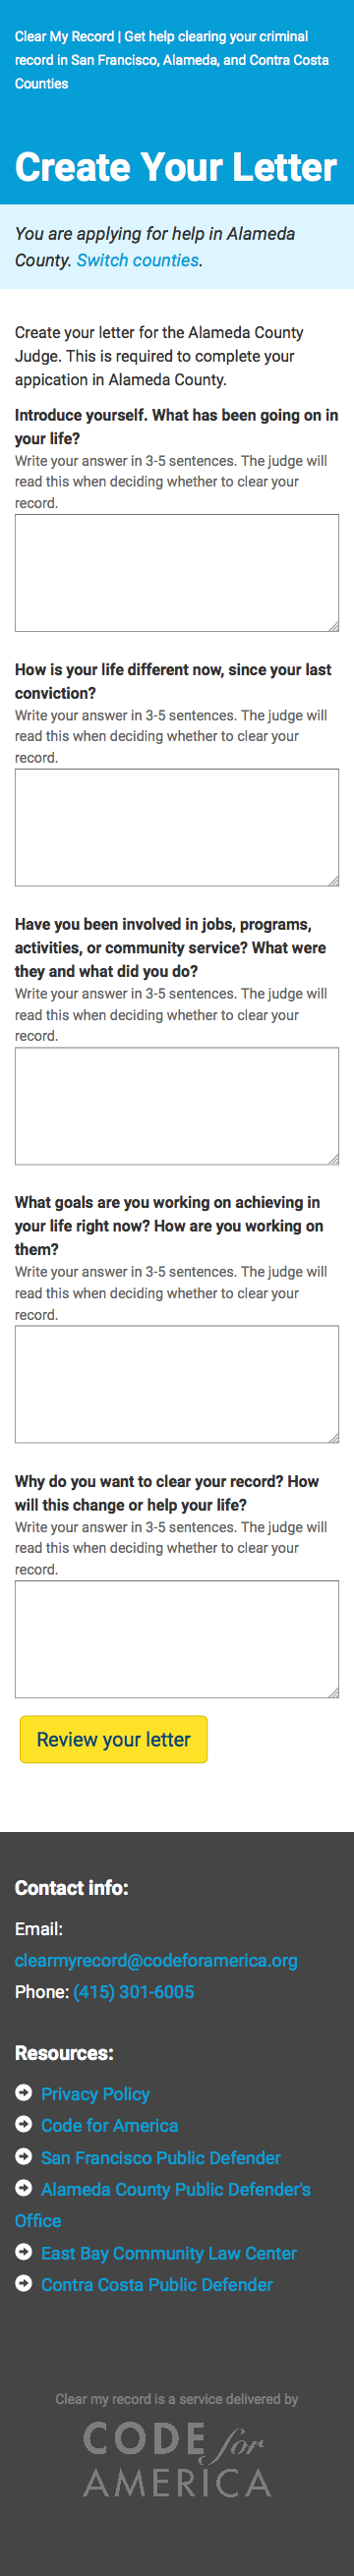 Clear My Record | Get help clearing your criminal
record in San Francisco, Alameda, and Contra Costa
Counties
Create Your Letter
You are applying for help in Alameda
County. Switch counties.
Create your letter for the Alameda County
Judge. This is required to complete your
appication in Alameda County.
Introduce yourself. What has been going on in
your life?
Write your answer in 3-5 sentences. The judge will
read this when deciding whether to clear your
record.
How is your life different now, since your last
conviction?
Write your answer in 3-5 sentences. The judge will
read this when deciding whether to clear your
record.
Have you been involved in jobs, programs,
activities, or community service? What were
they and what did you do?
Write your answer in 3-5 sentences. The judge will
read this when deciding whether to clear your
record.
What goals are you working on achieving in
your life right now? How are you working on
them?
Write your answer in 3-5 sentences. The judge will
read this when deciding whether to clear your
record.
Why do you want to clear your record? How
will this change or help your life?
Write your answer in 3-5 sentences. The judge will
read this when deciding whether to clear your
record.
Review your letter
Contact info:
Email:
clearmyrecord@codeforamerica.org
Phone: (415) 301-6005
Resources:
Privacy Policy
Code for America
San Francisco Public Defender
Alameda County Public Defender's
Office
East Bay Community Law Center
Contra Costa Public Defender
Clear my record is a service delivered by
CODE for
AMERICA